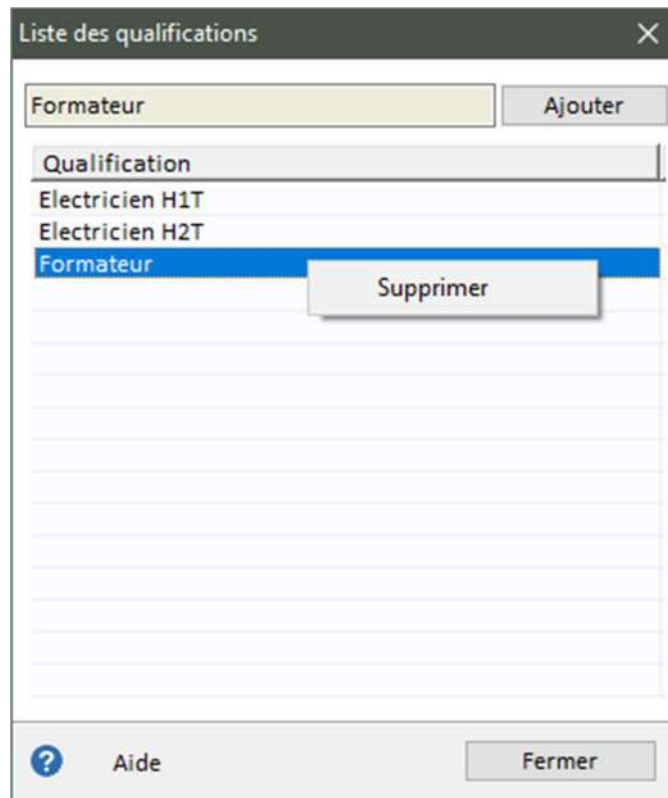 Liste des qualifications
Formateur Ajouter
Qualification
Electricien H1T
Electricien H2T
Formateur
Supprimer
Aide Fermer